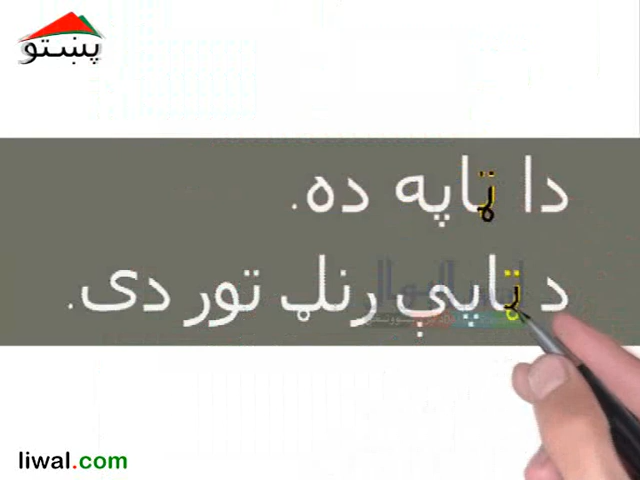 پښتو
دا ټاپه ده.
د ټاپې رنګ تور دی.
liwal.com